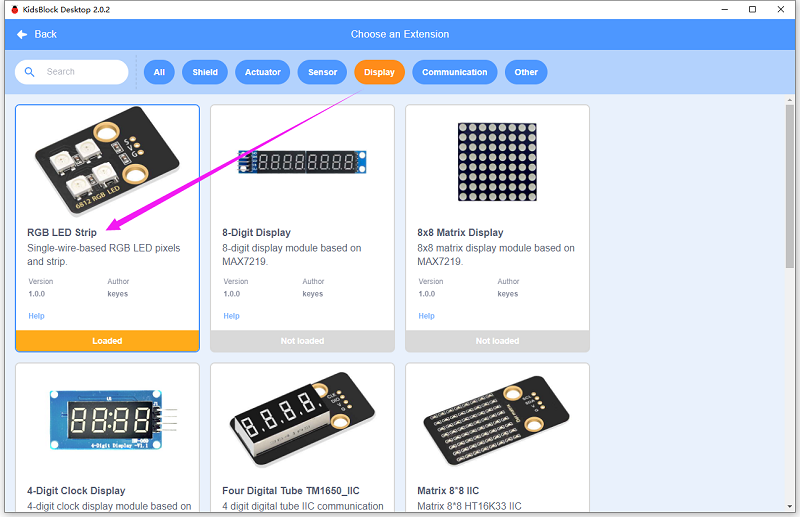 KidsBlock Desktop 2.0.2
Back
Choose an Extension
Search
All
Shield
Actuator
Sensor
Display
Communication
Other
S V G
6812 RGB LED
RGB LED Strip
Single-wire-based RGB LED pixels
and strip.
Version
Author
1.0.0
keyes
Help
Loaded
8-Digit Display
8-digit display module based on
MAX7219.
Version
Author
1.0.0
keyes
Help
Not loaded
8x8 Matrix Display
8x8 matrix display module based on
MAX7219.
Version
Author
1.0.0
keyes
Help
Not loaded
4-Digit Display
4-Digit Clock Display
4-digit clock display module based on
Four Digital Tube TM1650_IIC
4 digit digital tube IIC communication
Matrix 8*8 IIC
Matrix 8*8 HT16K33 IIC